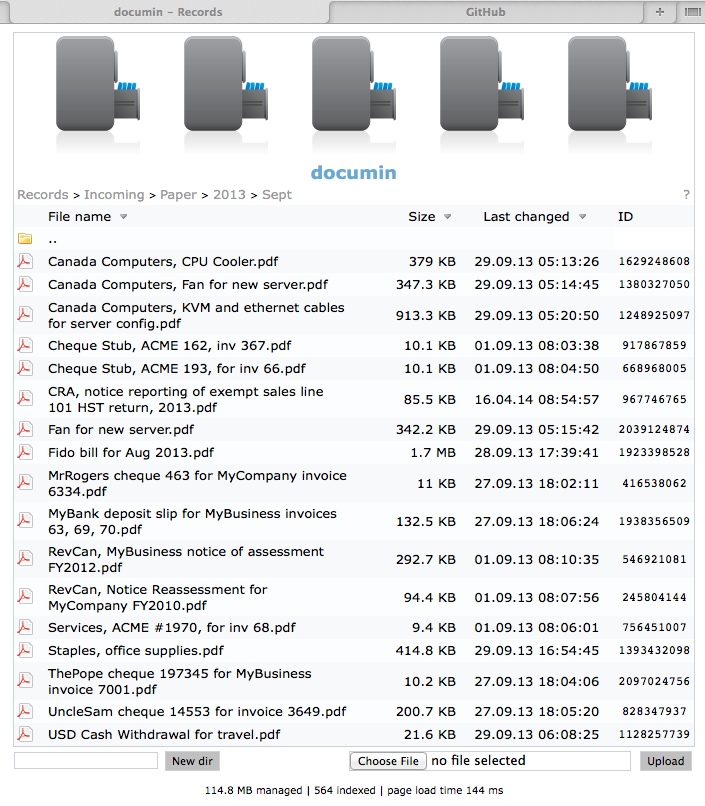 documin – Records
GitHub
+
documin
Records > Incoming > Paper > 2013 > Sept
?
File name Size Last changed ID
..
Canada Computers, CPU Cooler.pdf 379 KB 29.09.13 05:13:26 1629248608
Canada Computers, Fan for new server.pdf 347.3 KB 29.09.13 05:14:45 1380327050
Canada Computers, KVM and ethernet cables
for server config.pdf 913.3 KB 29.09.13 05:20:50 1248925097
Cheque Stub, ACME 162, inv 367.pdf 10.1 KB 01.09.13 08:03:38 917867859
Cheque Stub, ACME 193, for inv 66.pdf 10.1 KB 01.09.13 08:04:50 668968005
CRA, notice reporting of exempt sales line
101 HST return, 2013.pdf 85.5 KB 16.04.14 08:54:57 967746765
Fan for new server.pdf 342.2 KB 29.09.13 05:15:42 2039124874
Fido bill for Aug 2013.pdf 1.7 MB 28.09.13 17:39:41 1923398528
MrRogers cheque 463 for MyCompany invoice
6334.pdf 11 KB 27.09.13 18:02:11 416538062
MyBank deposit slip for MyBusiness invoices
63, 69, 70.pdf 132.5 KB 27.09.13 18:06:24 1938356509
RevCan, MyBusiness notice of assessment
FY2012.pdf 292.7 KB 01.09.13 08:10:35 546921081
RevCan, Notice Reassessment for
MyCompany FY2010.pdf 94.4 KB 01.09.13 08:07:56 245804144
Services, ACME #1970, for inv 68.pdf 9.4 KB 01.09.13 08:06:01 756451007
Staples, office supplies.pdf 414.8 KB 29.09.13 16:54:45 1393432098
ThePope cheque 197345 for MyBusiness
invoice 7001.pdf 10.2 KB 27.09.13 18:04:06 2097024756
UncleSam cheque 14553 for invoice 3649.pdf 200.7 KB 27.09.13 18:05:20 828347937
USD Cash Withdrawal for travel.pdf 21.6 KB 29.09.13 06:08:25 1128257739
New dir
Choose File no file selected
Upload
114.8 MB managed | 564 indexed | page load time 144 ms